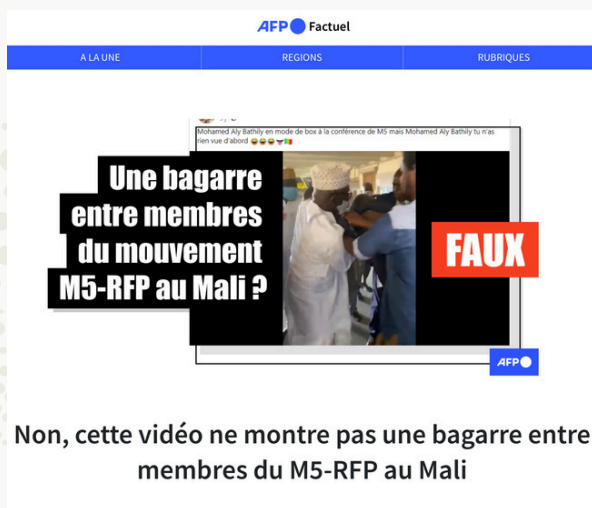 AFP Factuel
A LA UNE
REGIONS
RUBRIQUES
Mohamed Aly Bathily en mode de box à la conférence de M5 mais Mohamed Aly Bathily tu n'as
rien vue d'abord
Une bagarre
entre membres
du mouvement
M5-RFP au Mali ?
FAUX
AFP
Non, cette vidéo ne montre pas une bagarre entre
membres du M5-RFP au Mali